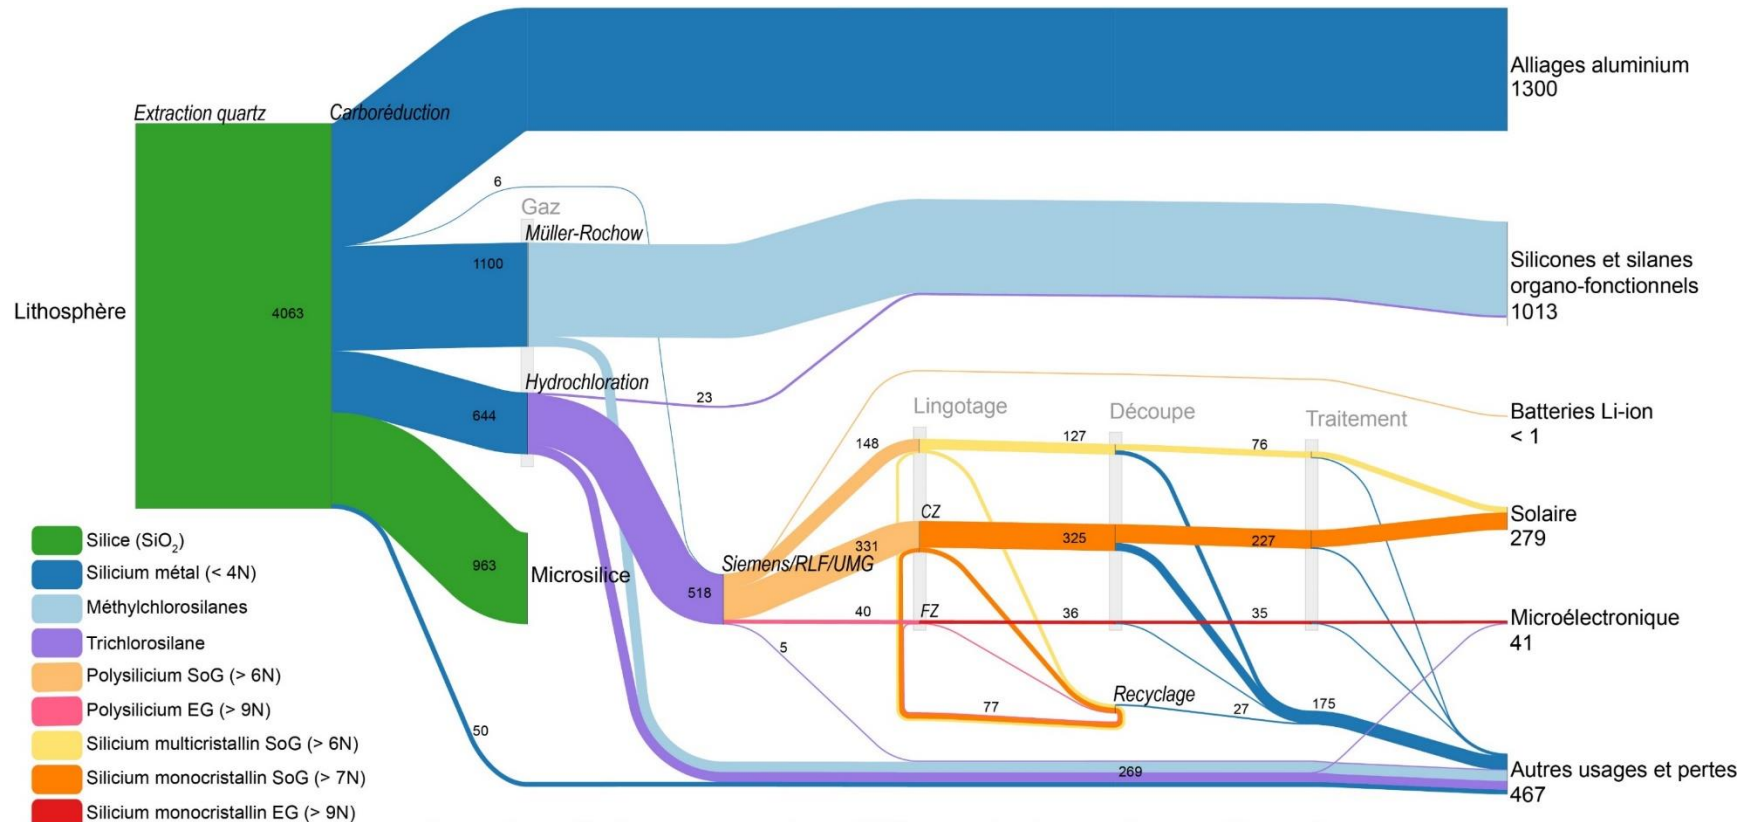 Alliages aluminium
1300
Extraction quartz
Carboréduction
6
Gaz
Müller-Rochow
1100
Silicones et silanes
organo-fonctionnels
1013
Lithosphère
4063
Hydrochloration
23
644
Lingotage
Découpe
Traitement
Batteries Li-ion
< 1
148
127
76
CZ
Solaire
279
331
325
227
Silice (SiO2)
963
Microsilice
Siemens/RLF/UMG
518
Silicium métal (< 4N)
40
FZ
36
35
Microélectronique
41
Méthylchlorosilanes
5
Trichlorosilane
Polysilicium SoG (> 6N)
Recyclage
77
27
175
Polysilicium EG (> 9N)
50
Silicium multicristallin SoG (> 6N)
Silicium monocristallin SoG (> 7N)
269
Autres usages et pertes
467
Silicium monocristallin EG (> 9N)